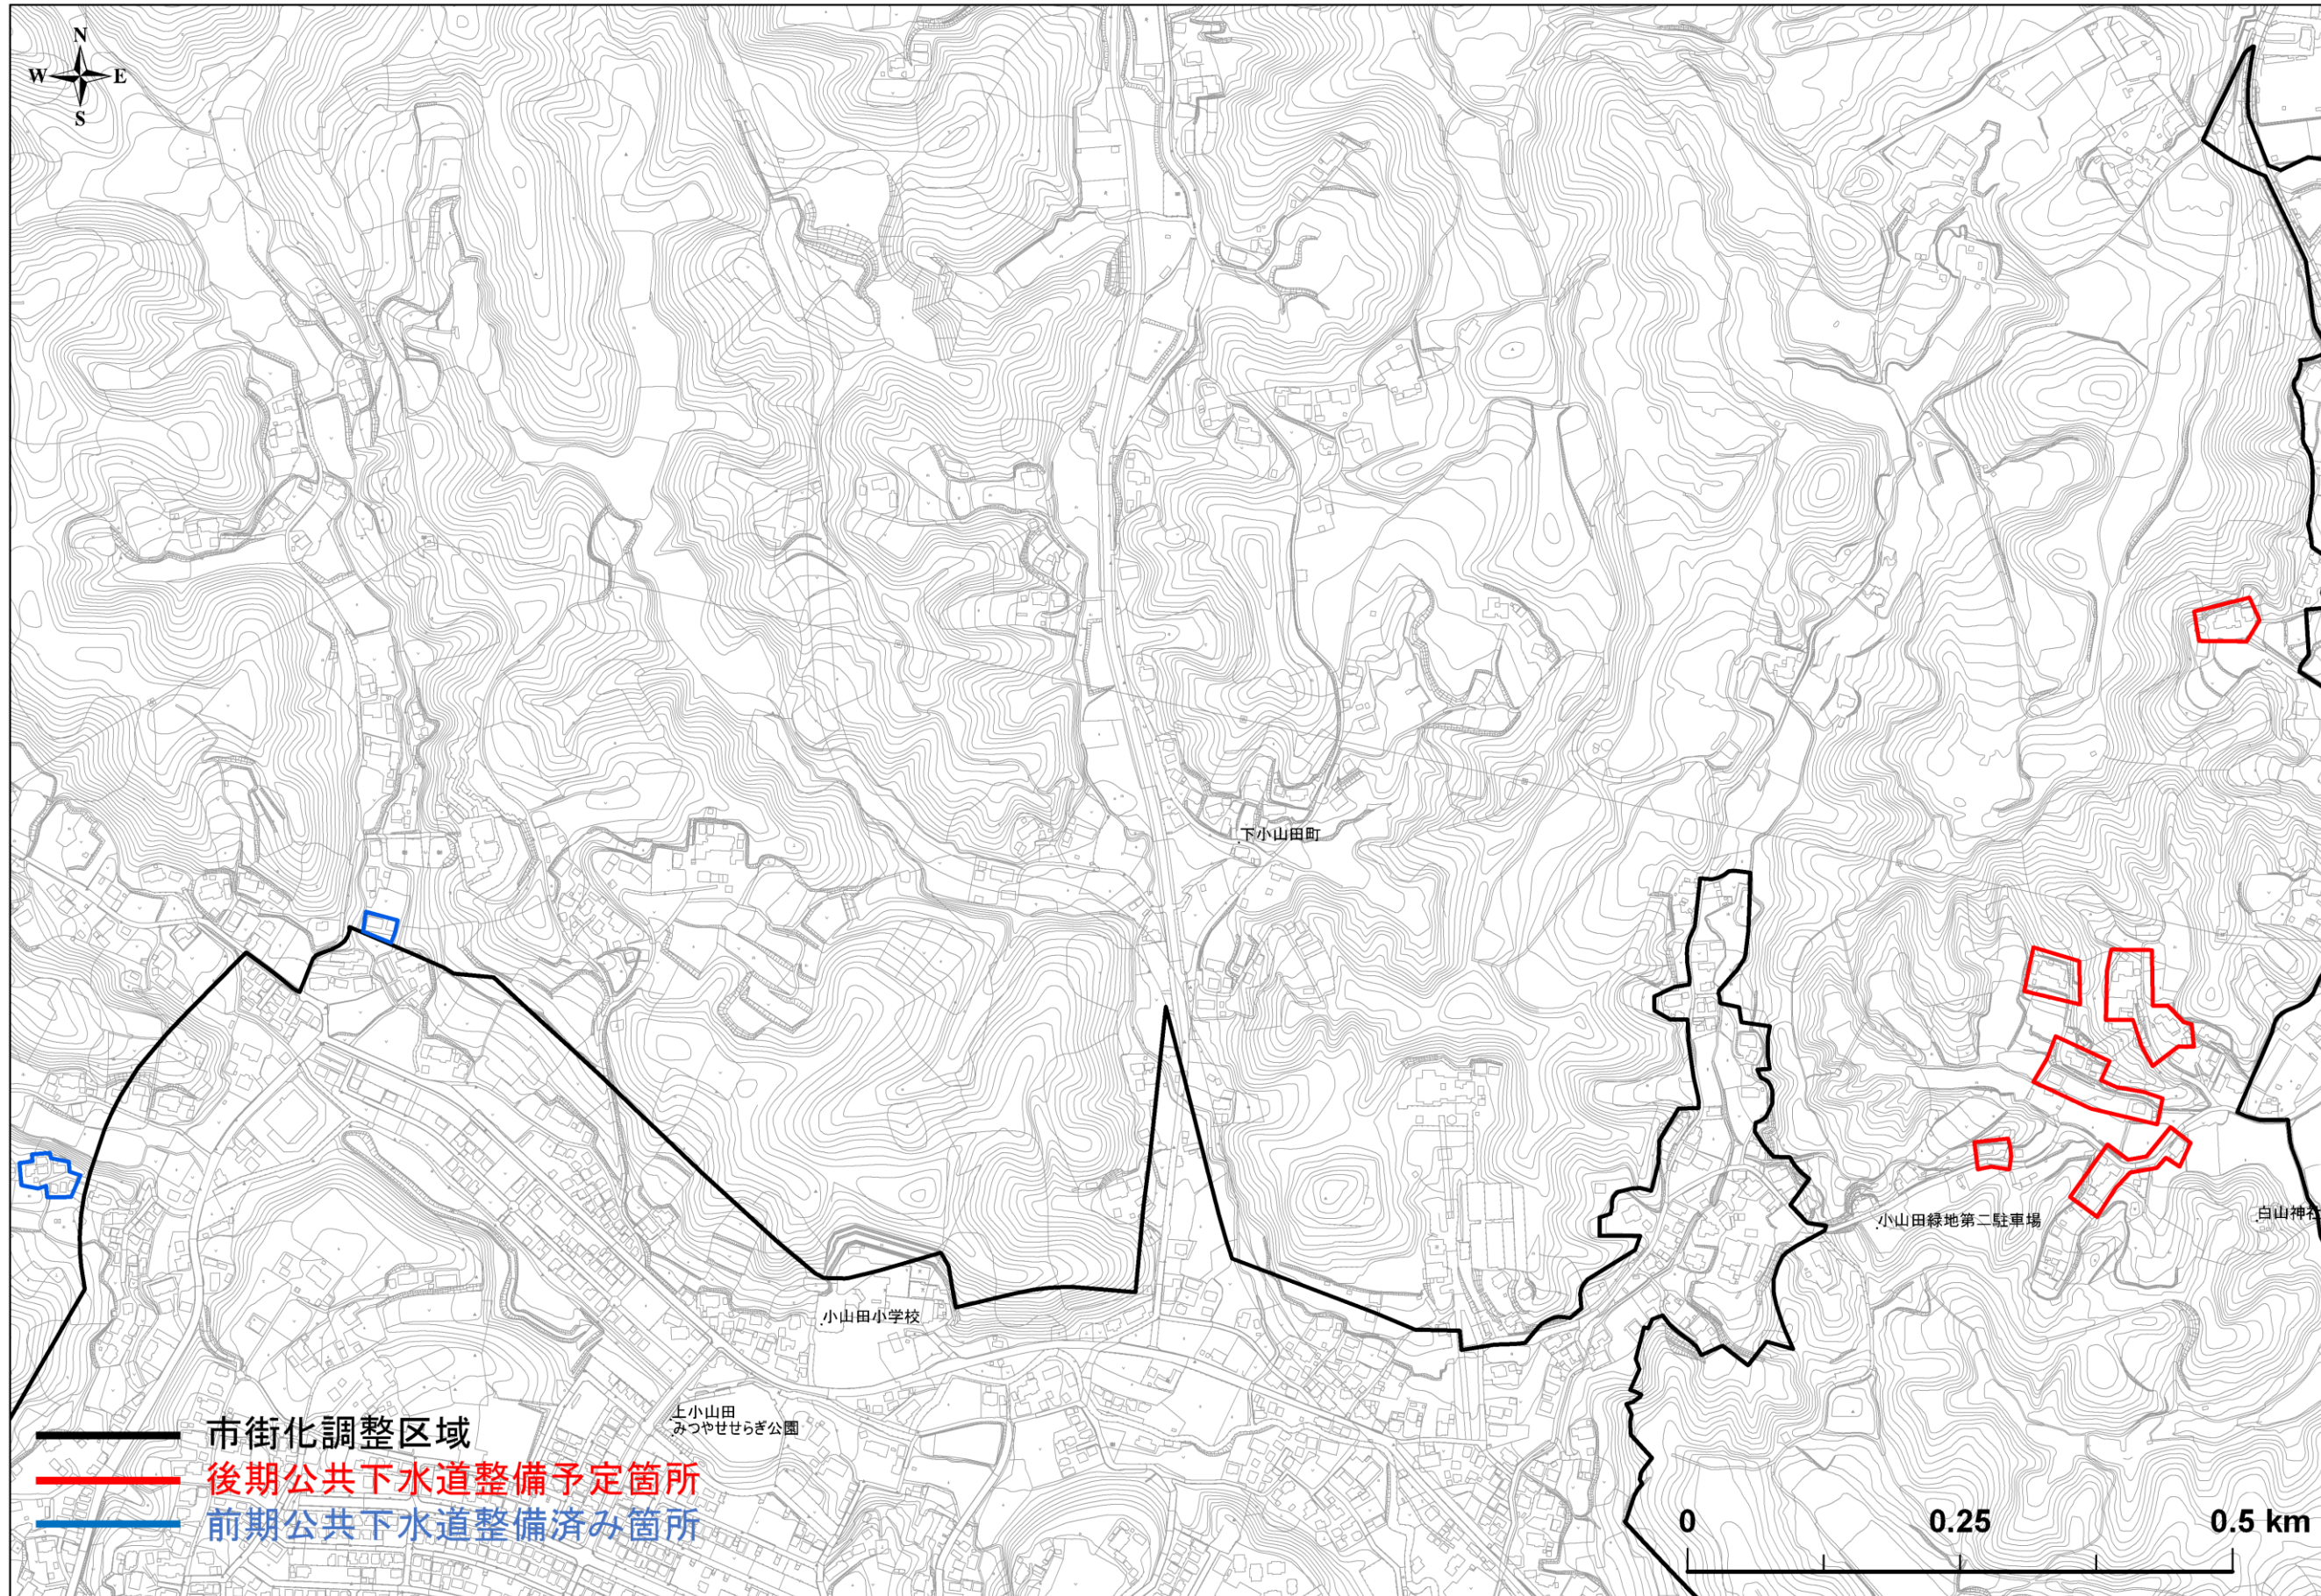 N
W
E
S
下小山田町
小山田緑地第二駐車場
白山神社
小山田小学校
上小山田
みつやせせらぎ公園
市街化調整区域
後期公共下水道整備予定箇所
前期公共下水道整備済み箇所
0
0.25
0.5 km